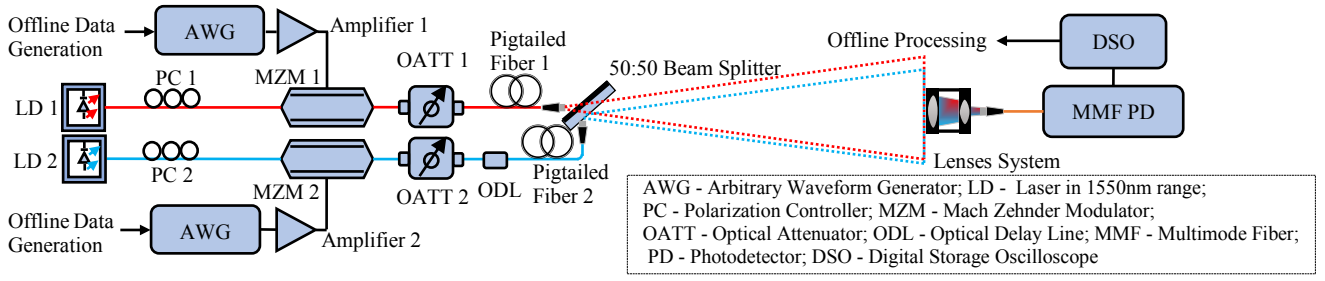 Offline Data
Generation
AWG
Amplifier 1
PC 1
MZM 1
OATT 1
Pigtailed
Fiber 1
50:50 Beam Splitter
Offline Processing
DSO
LD 1
MMF PD
LD 2
PC 2
MZM 2
OATT 2
ODL
Pigtailed
Fiber 2
Lenses System
Offline Data
Generation
AWG
Amplifier 2
AWG - Arbitrary Waveform Generator; LD - Laser in 1550nm range;
PC - Polarization Controller; MZM - Mach Zehnder Modulator;
OATT - Optical Attenuator; ODL - Optical Delay Line; MMF - Multimode Fiber;
PD - Photodetector; DSO - Digital Storage Oscilloscope